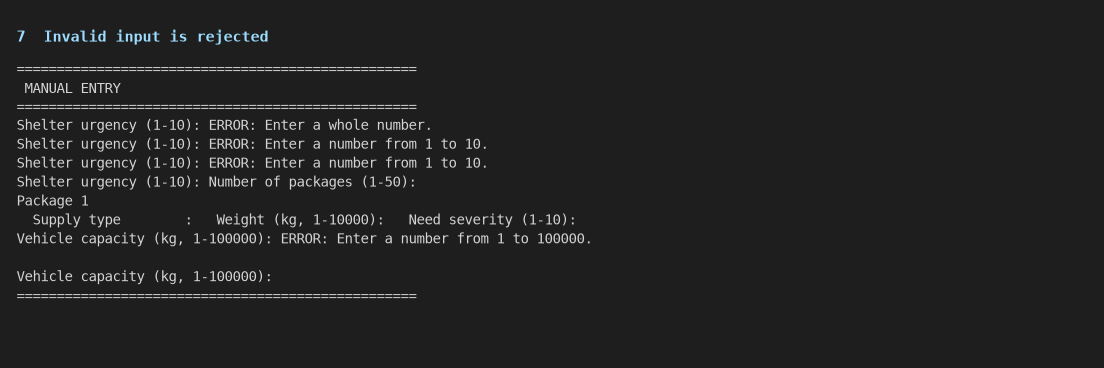 7  Invalid input is rejected
==================================================
 MANUAL ENTRY
==================================================
Shelter urgency (1-10): ERROR: Enter a whole number.
Shelter urgency (1-10): ERROR: Enter a number from 1 to 10.
Shelter urgency (1-10): ERROR: Enter a number from 1 to 10.
Shelter urgency (1-10): Number of packages (1-50):
Package 1
  Supply type        :   Weight (kg, 1-10000):   Need severity (1-10):
Vehicle capacity (kg, 1-100000): ERROR: Enter a number from 1 to 100000.
Vehicle capacity (kg, 1-100000):
==================================================